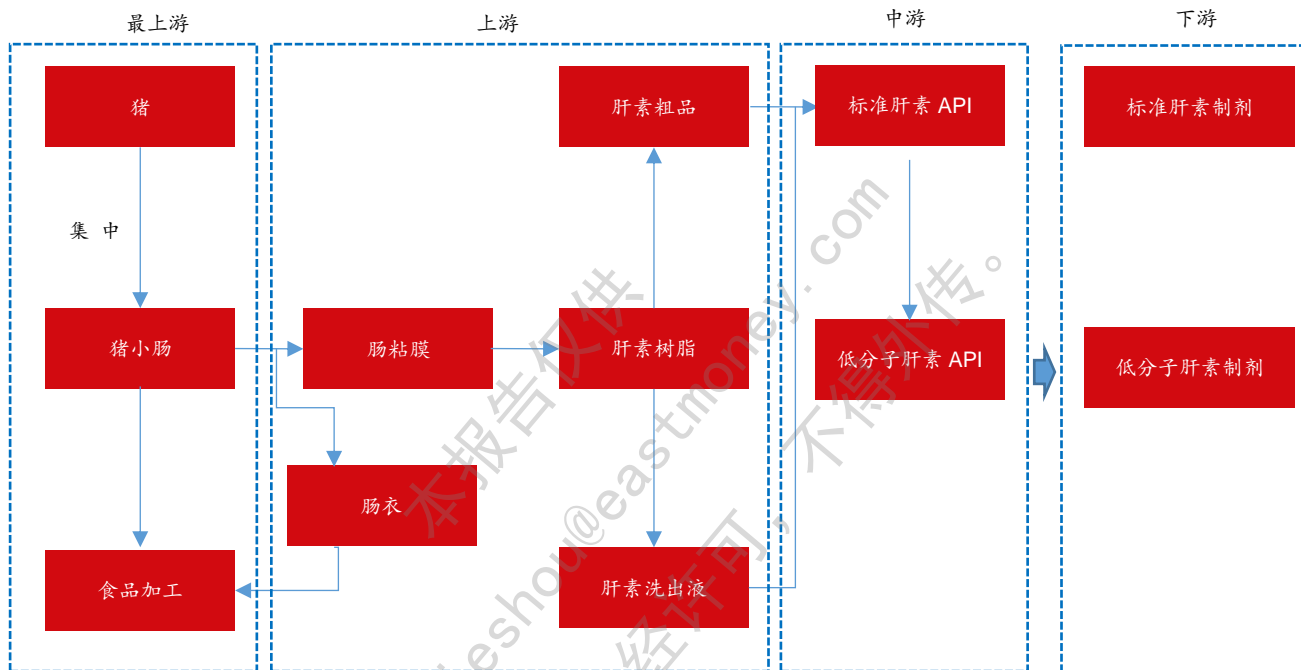 最上游
上游
中游
下游
猪
肝素粗品
标准肝素 API
标准肝素制剂
集 中
猪小肠
肠粘膜
肝素树脂
低分子肝素 API
低分子肝素制剂
肠衣
食品加工
肝素洗出液
本报告仅供
ieshou@eastmoney.com
经许可，不得外传。